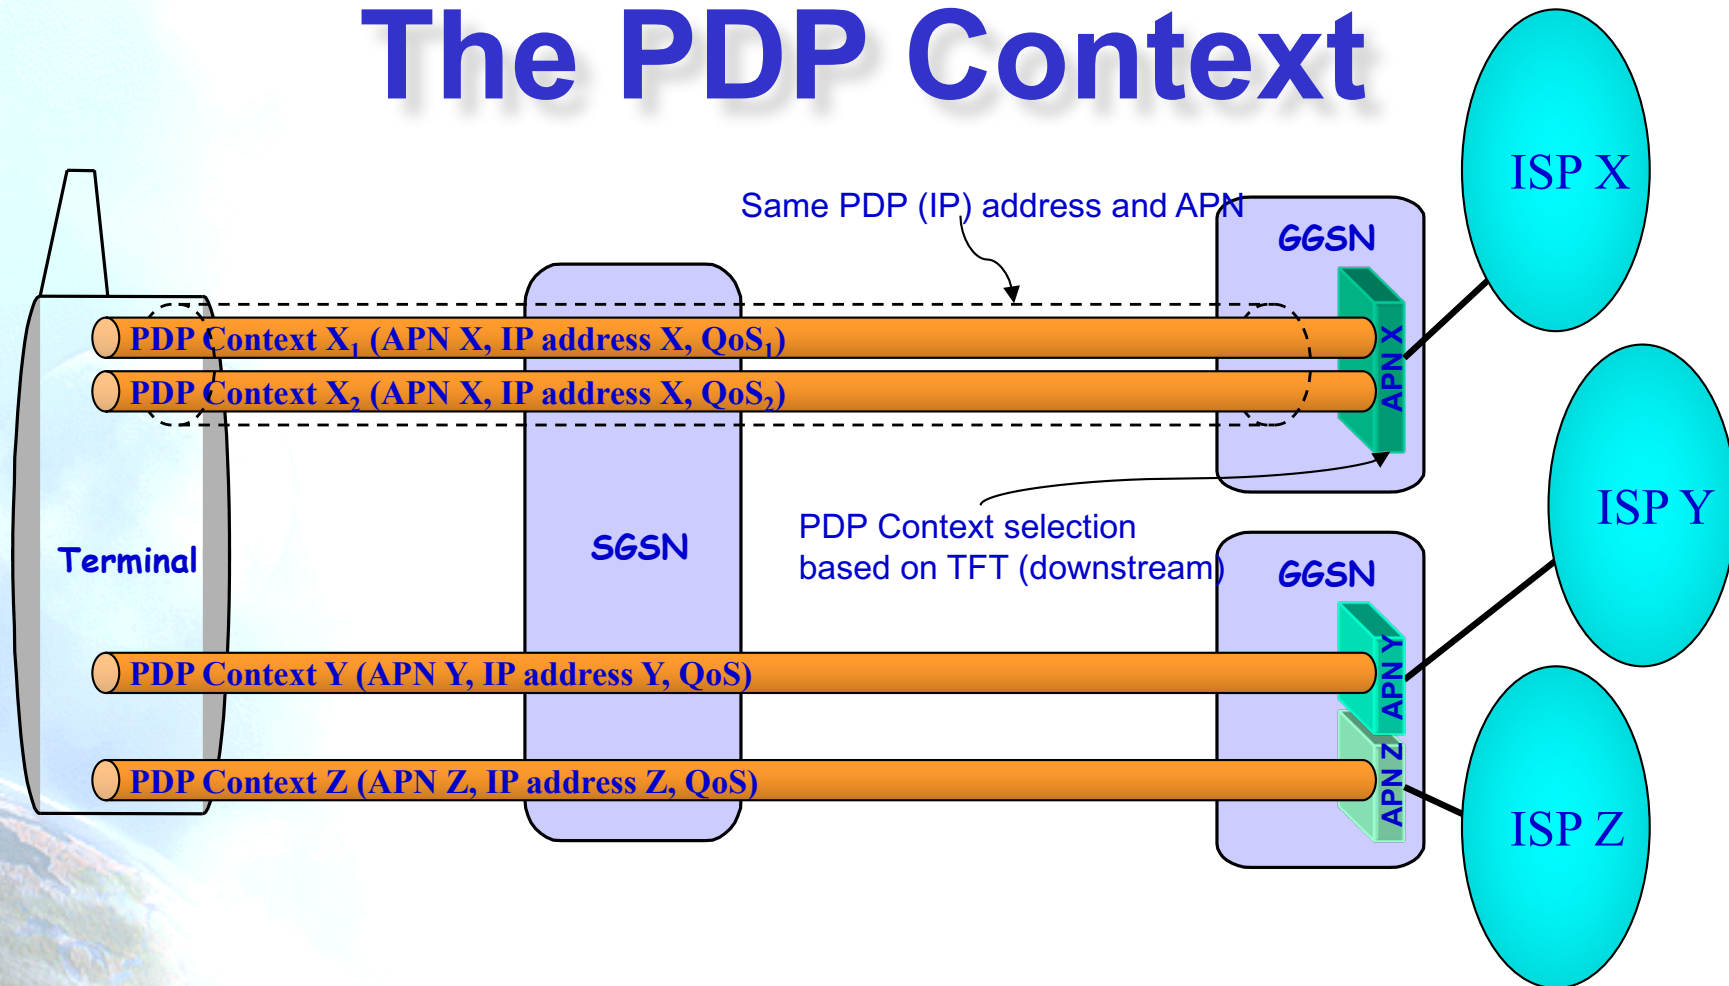 The PDP Context
ISP X
Same PDP (IP) address and APN
GGSN
PDP Context X₁ (APN X, IP address X, QoS₁)
PDP Context X₂ (APN X, IP address X, QoS₂)
APN X
ISP Y
PDP Context selection
based on TFT (downstream)
Terminal
SGSN
GGSN
PDP Context Y (APN Y, IP address Y, QoS)
APN Y
PDP Context Z (APN Z, IP address Z, QoS)
APN Z
ISP Z